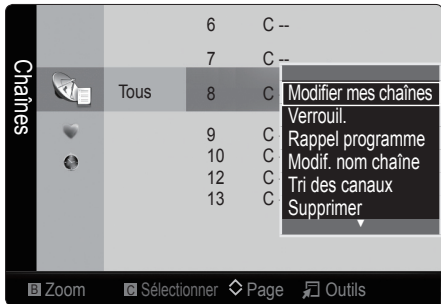 Chaînes
6 C --
7 C --
Tous 8 C
9 C
10 C
12 C
13 C
Modifier mes chaînes
Verrouil.
Rappel programme
Modif. nom chaîne
Tri des canaux
Supprimer
B Zoom C Sélectionner Page Outils